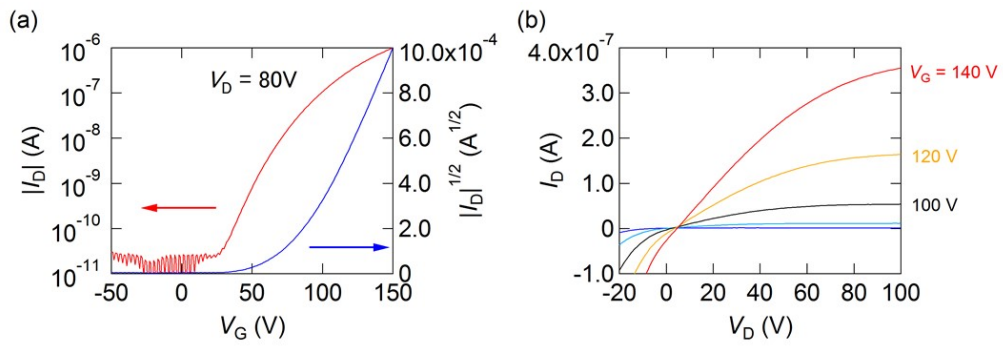 (a)
10⁻⁶
10⁻⁷
10⁻⁸
10⁻⁹
10⁻¹⁰
10⁻¹¹
|I_D| (A)
V_D = 80V
10.0x10⁻⁴
8.0
6.0
4.0
2.0
1.0
0
|I_D|^1/2 (A^1/2)
-50 0 50 100 150
V_G (V)
(b)
4.0x10⁻⁷
3.0
2.0
1.0
0
-1.0
I_D (A)
V_G = 140 V
120 V
100 V
-20 0 20 40 60 80 100
V_D (V)